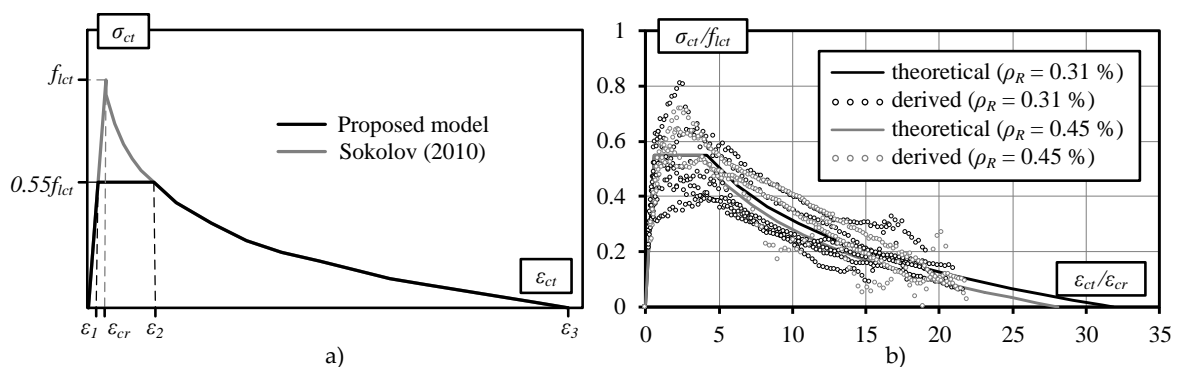 σct
flct
0.55flct
Proposed model
Sokolov (2010)
εct
ε1
εcr
ε2
ε3
a)
σct/flct
1
0.8
0.6
0.4
0.2
0
theoretical (ρR = 0.31 %)
derived (ρR = 0.31 %)
theoretical (ρR = 0.45 %)
derived (ρR = 0.45 %)
εct/εcr
0 5 10 15 20 25 30 35
b)